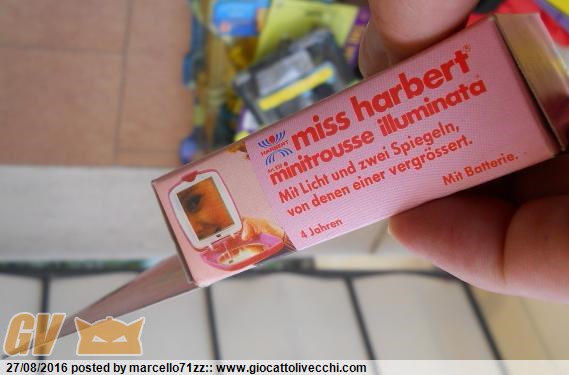 miss harbert®
HARBERT
minitrousse illuminata
Mit Licht und zwei Spiegeln,
von denen einer vergrössert.
4 Jahren
Mit Batterie.
GV
27/08/2016 posted by marcello71zz:: www.giocattolivecchi.com